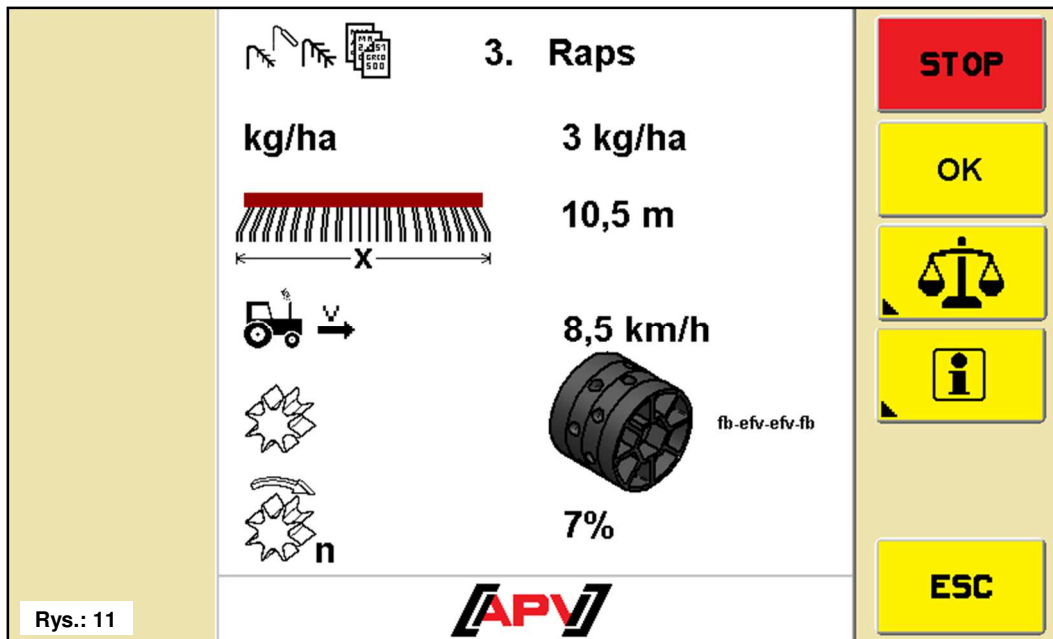 3. Raps
STOP
kg/ha 3 kg/ha
OK
10,5 m
X
v
8,5 km/h
fb-efv-efv-fb
n
7%
ESC
APV
Rys.: 11